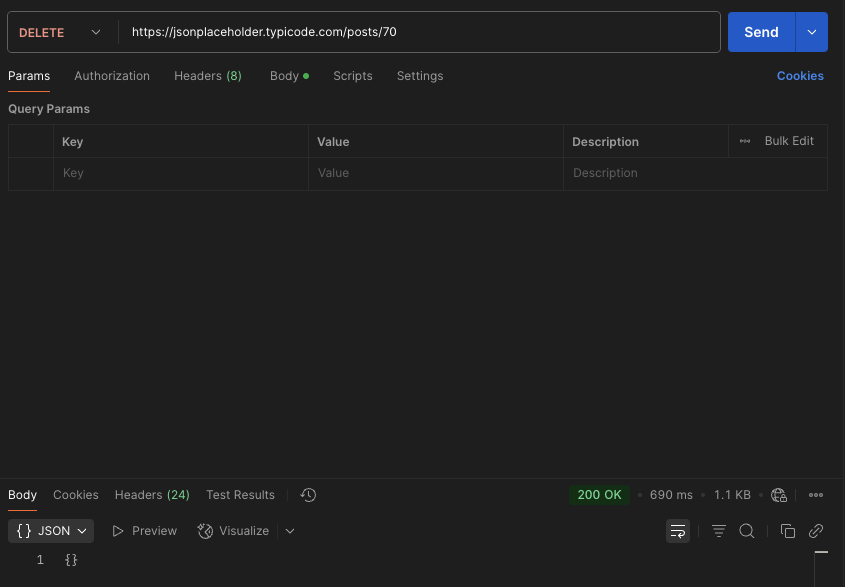 DELETE https://jsonplaceholder.typicode.com/posts/70 Send
Params Authorization Headers (8) Body Scripts Settings Cookies
Query Params
Key Value Description Bulk Edit
Key Value Description
Body Cookies Headers (24) Test Results 200 OK • 690 ms • 1.1 KB •
{} JSON Preview Visualize
1 {}